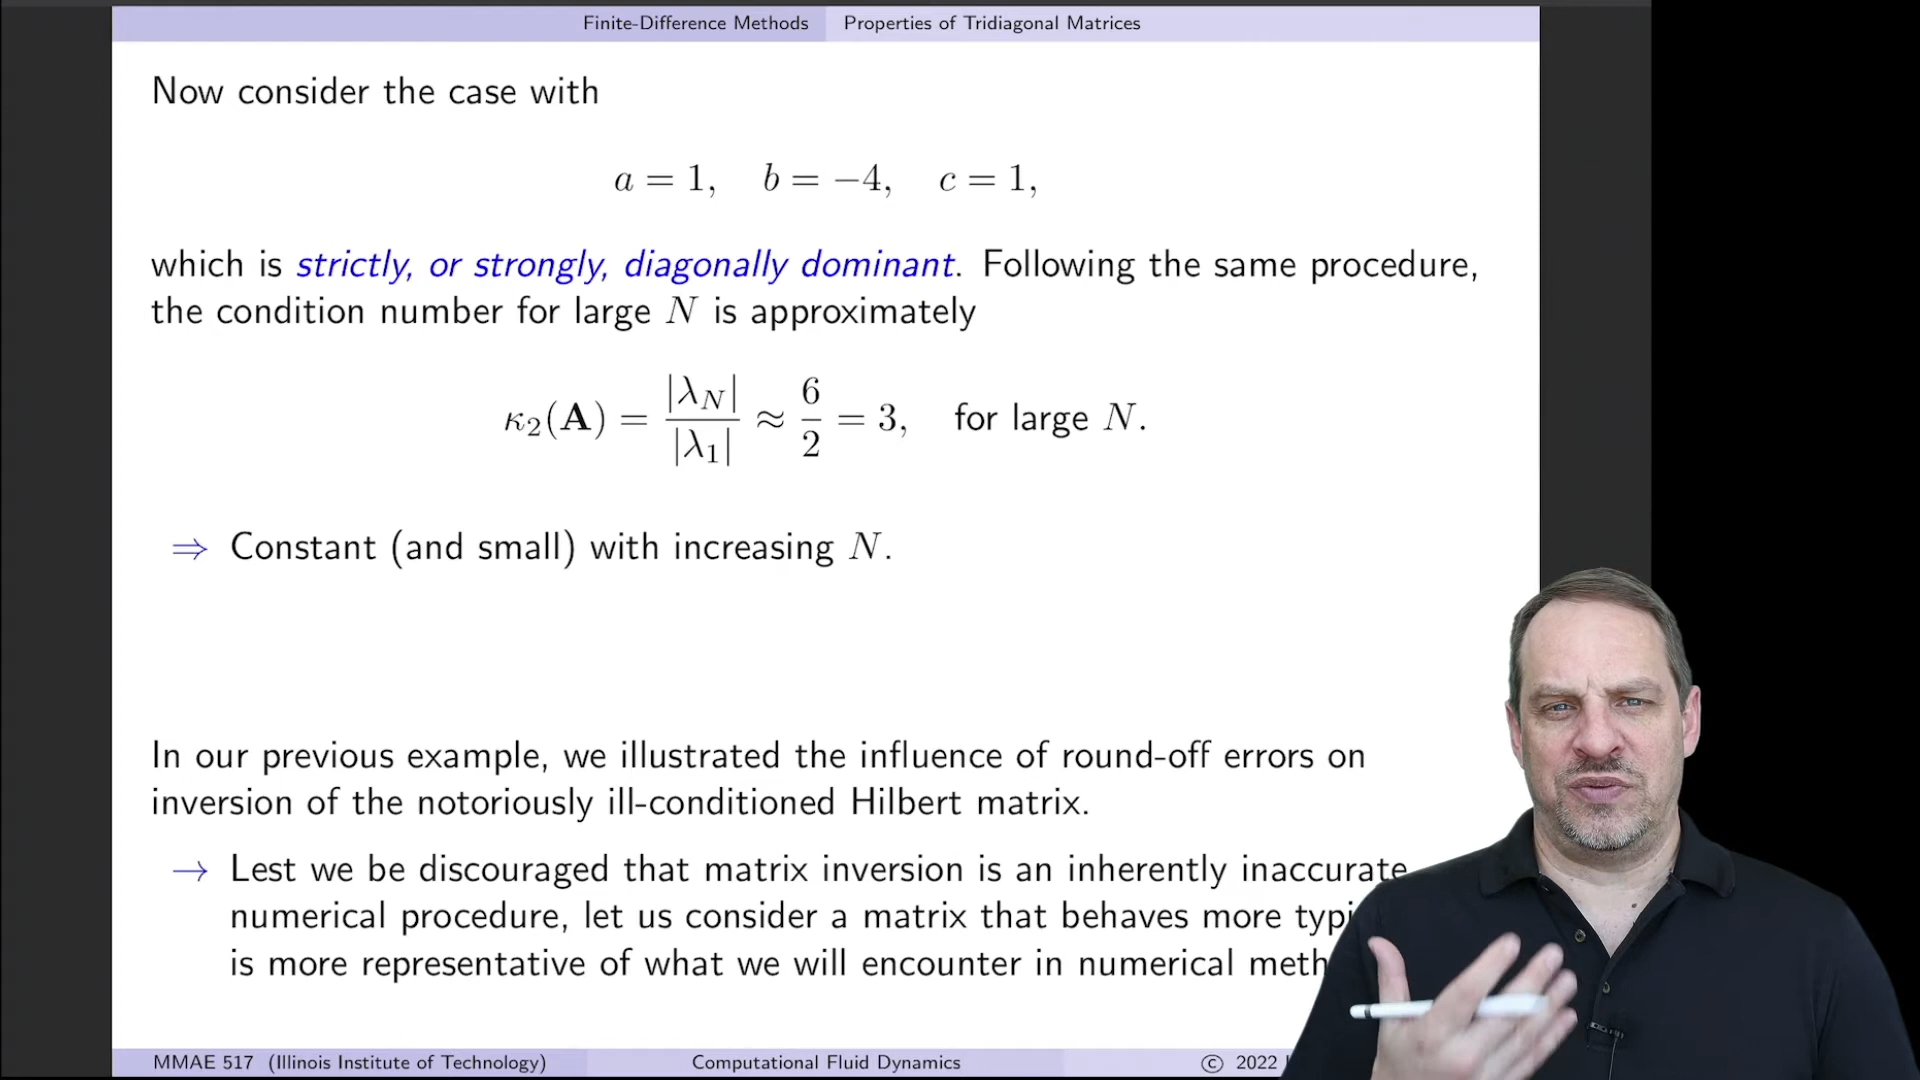 Finite-Difference Methods Properties of Tridiagonal Matrices
Now consider the case with
a = 1, b = −4, c = 1,
which is strictly, or strongly, diagonally dominant. Following the same procedure,
the condition number for large N is approximately
κ₂(A) = |λ_N| / |λ₁| ≈ 6/2 = 3, for large N.
⇒ Constant (and small) with increasing N.
In our previous example, we illustrated the influence of round-off errors on
inversion of the notoriously ill-conditioned Hilbert matrix.
→ Lest we be discouraged that matrix inversion is an inherently inaccurate
numerical procedure, let us consider a matrix that behaves more
is more representative of what we will encounter in numerical
MMAE 517 (Illinois Institute of Technology) Computational Fluid Dynamics © 2022